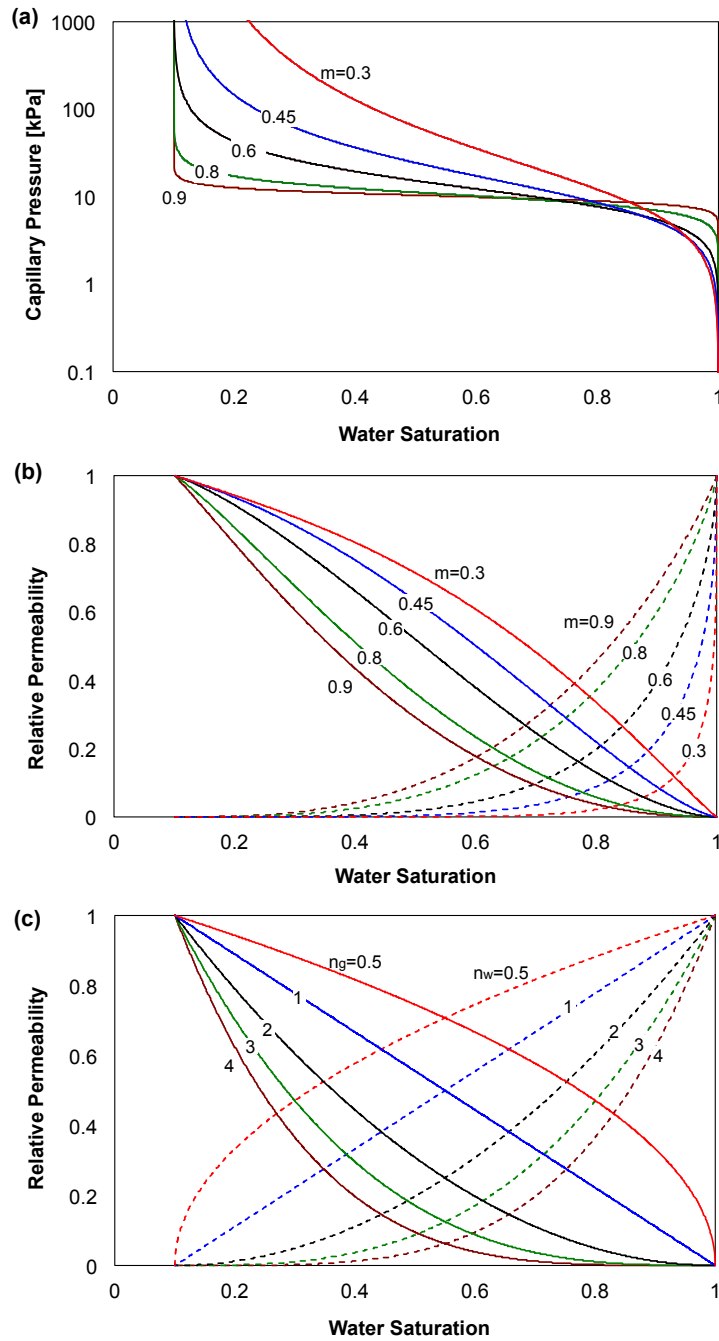 (a)
1000
100
10
1
0.1
Capillary Pressure [kPa]
m=0.3
0.45
0.6
0.8
0.9
0 0.2 0.4 0.6 0.8 1
Water Saturation
(b)
1
0.8
0.6
0.4
0.2
0
Relative Permeability
m=0.3
0.45
0.6
0.8
0.9
m=0.9
0.8
0.6
0.45
0.3
0 0.2 0.4 0.6 0.8 1
Water Saturation
(c)
1
0.8
0.6
0.4
0.2
0
Relative Permeability
ng=0.5
1
2
3
4
nw=0.5
1
2
3
4
0 0.2 0.4 0.6 0.8 1
Water Saturation